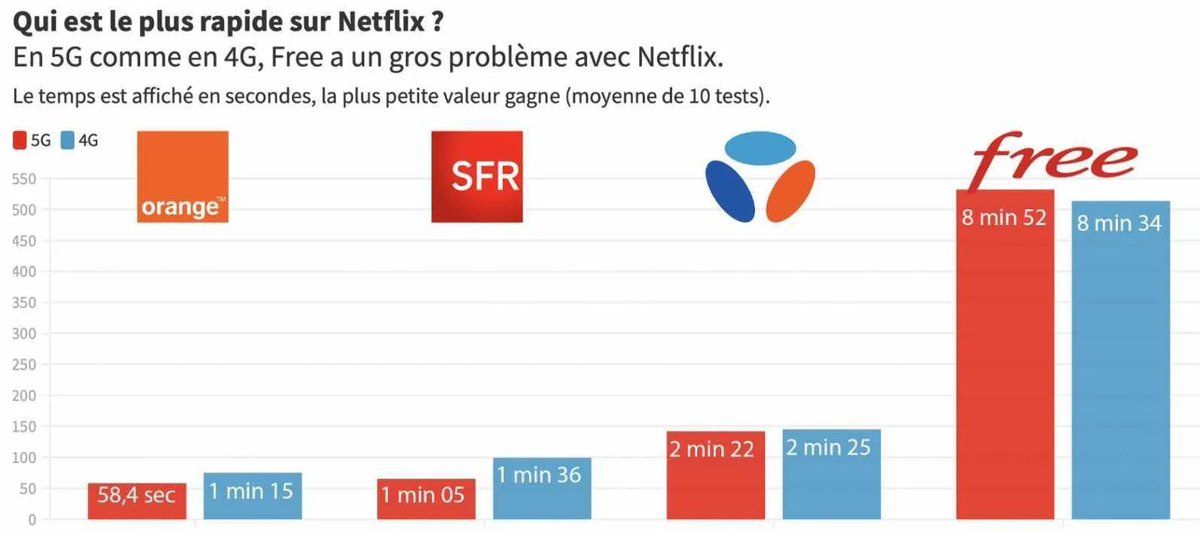 Qui est le plus rapide sur Netflix ?
En 5G comme en 4G, Free a un gros problème avec Netflix.
Le temps est affiché en secondes, la plus petite valeur gagne (moyenne de 10 tests).
5G 4G
orange™
SFR
free
550
500
450
400
350
300
250
200
150
100
50
0
58,4 sec
1 min 15
1 min 05
1 min 36
2 min 22
2 min 25
8 min 52
8 min 34